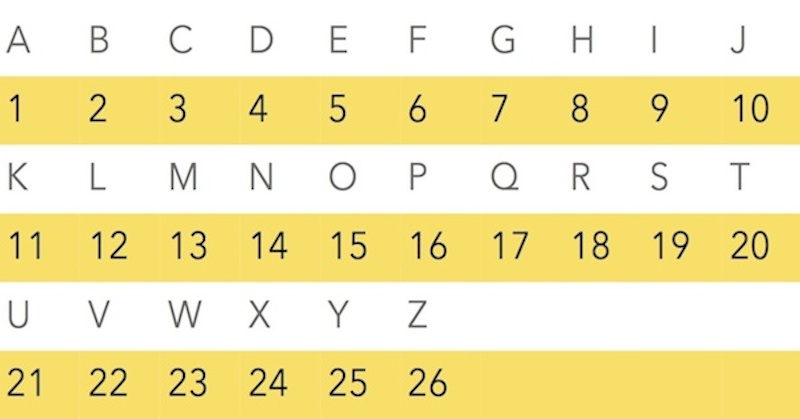 A B C D E F G H I J
1 2 3 4 5 6 7 8 9 10
K L M N O P Q R S T
11 12 13 14 15 16 17 18 19 20
U V W X Y Z
21 22 23 24 25 26